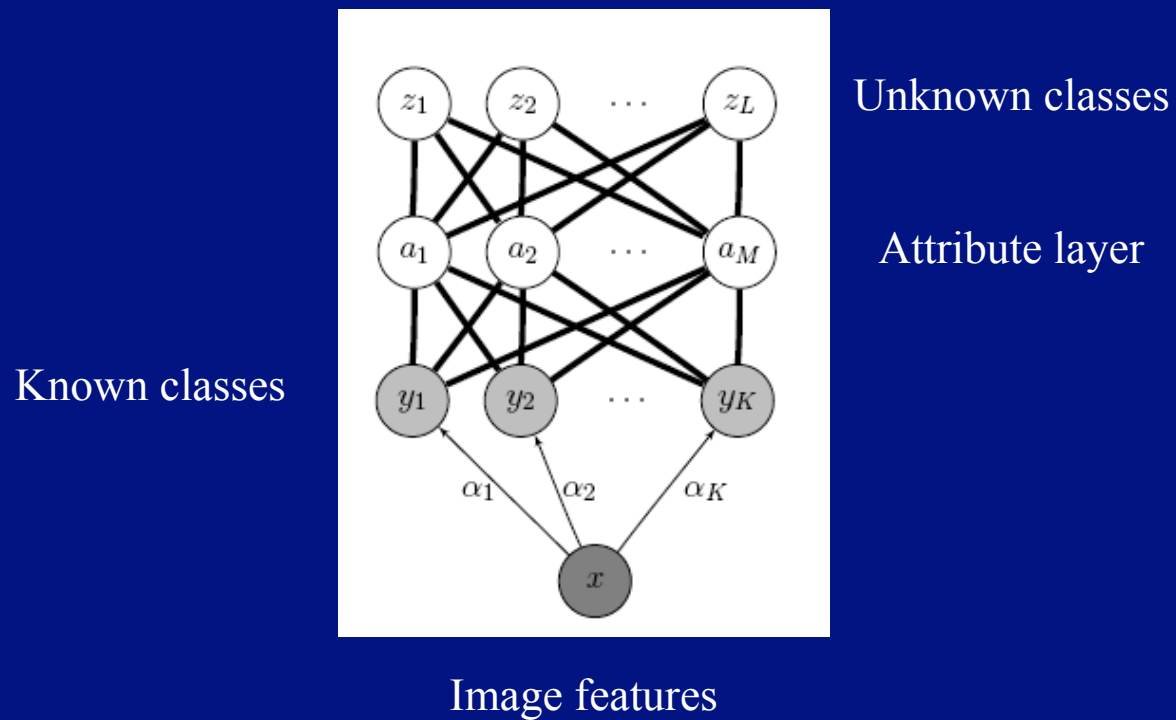 z1 z2 ... zL Unknown classes
a1 a2 ... aM Attribute layer
Known classes y1 y2 ... yK
α1 α2 αK
x
Image features